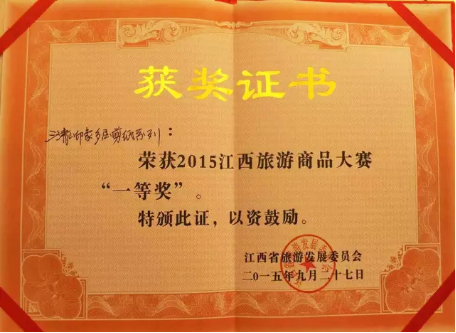 获奖证书
：
荣获2015江西旅游商品大赛
“一等奖”。
特颁此证，以资鼓励。
江西省旅游发展委员会
二〇一五年九月二十七日